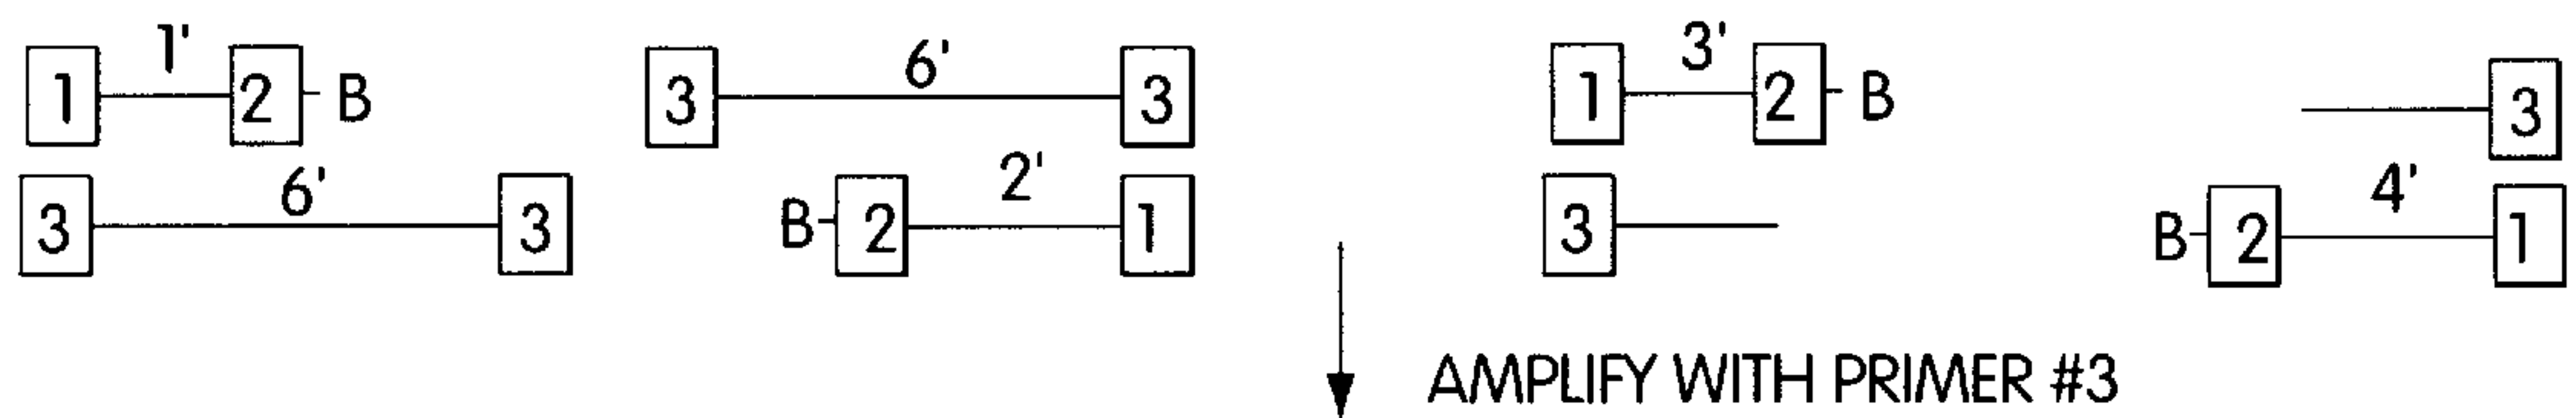 1 1' 2 B
3 6' 3
3 6' 3
B 2 2' 1
1 3' 2 B
3
3
B 2 4' 1
AMPLIFY WITH PRIMER #3